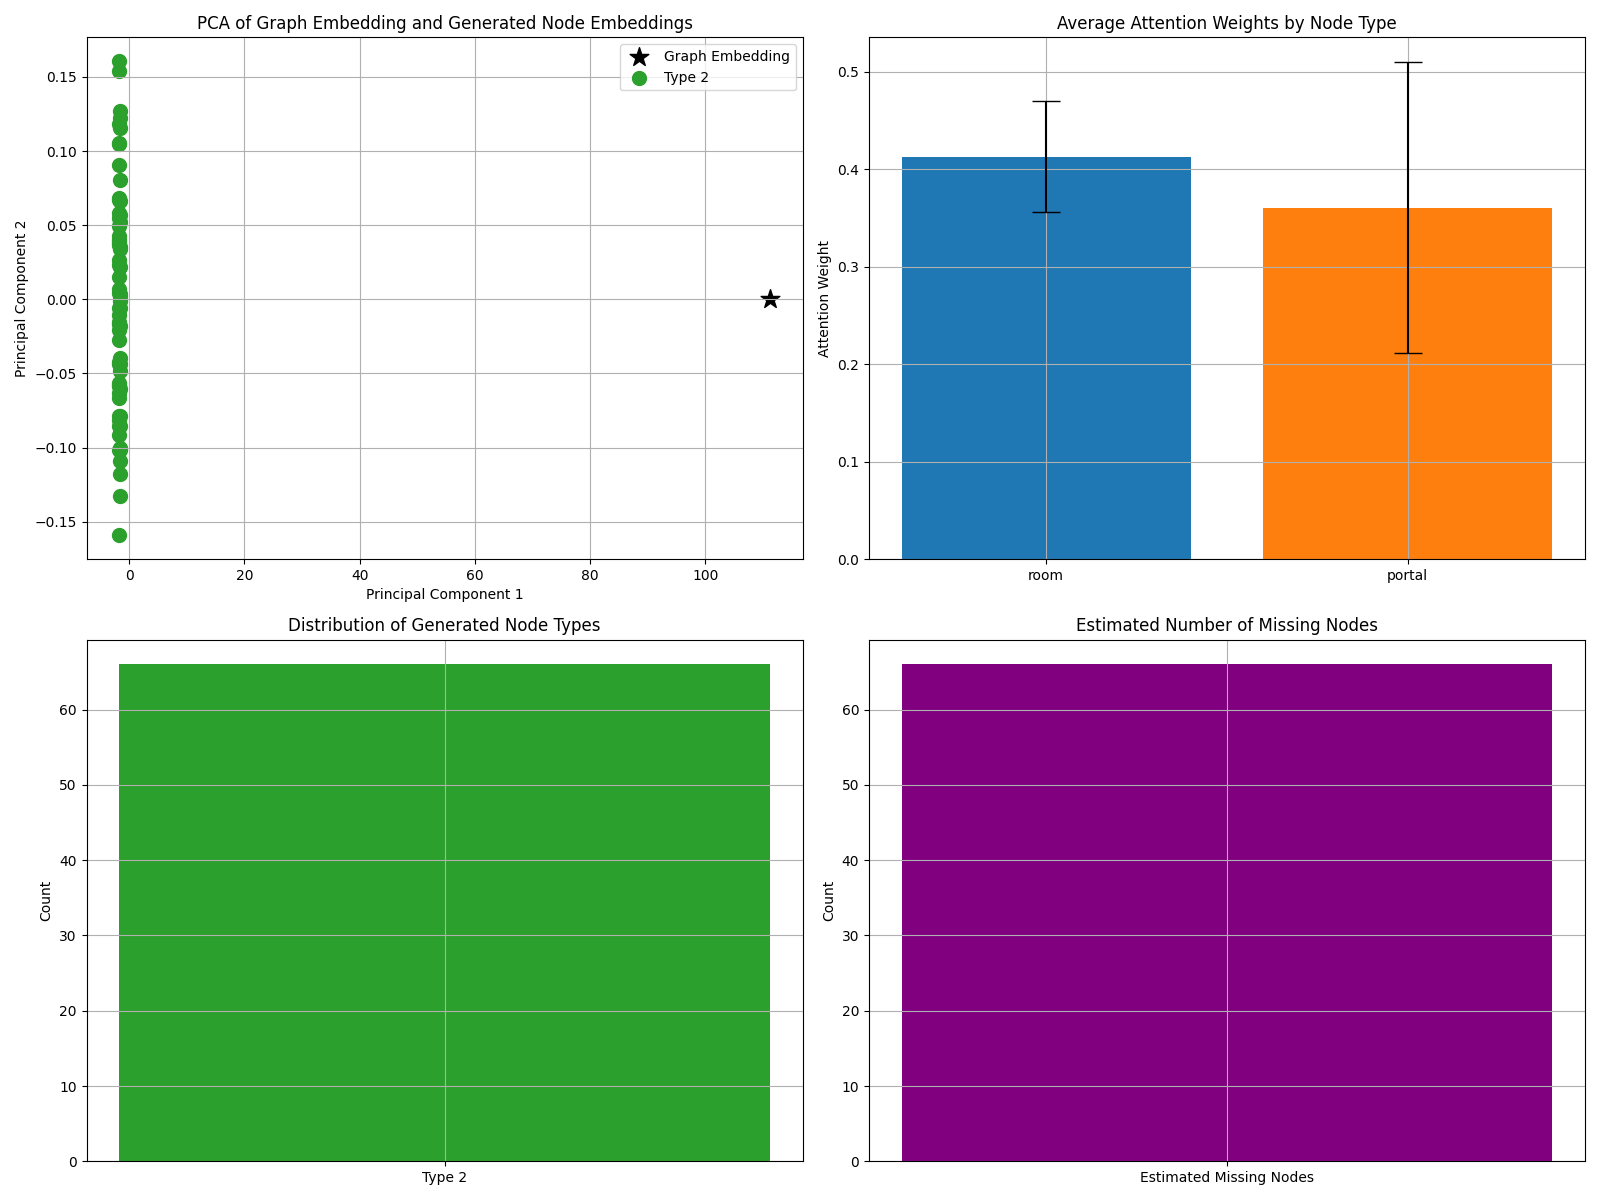 PCA of Graph Embedding and Generated Node Embeddings
Graph Embedding
Type 2
0.15
0.10
0.05
0.00
−0.05
−0.10
−0.15
Principal Component 2
0
20
40
60
80
100
Principal Component 1
Average Attention Weights by Node Type
0.5
0.4
0.3
0.2
0.1
0.0
Attention Weight
room
portal
Distribution of Generated Node Types
60
50
40
30
20
10
0
Count
Type 2
Estimated Number of Missing Nodes
60
50
40
30
20
10
0
Count
Estimated Missing Nodes